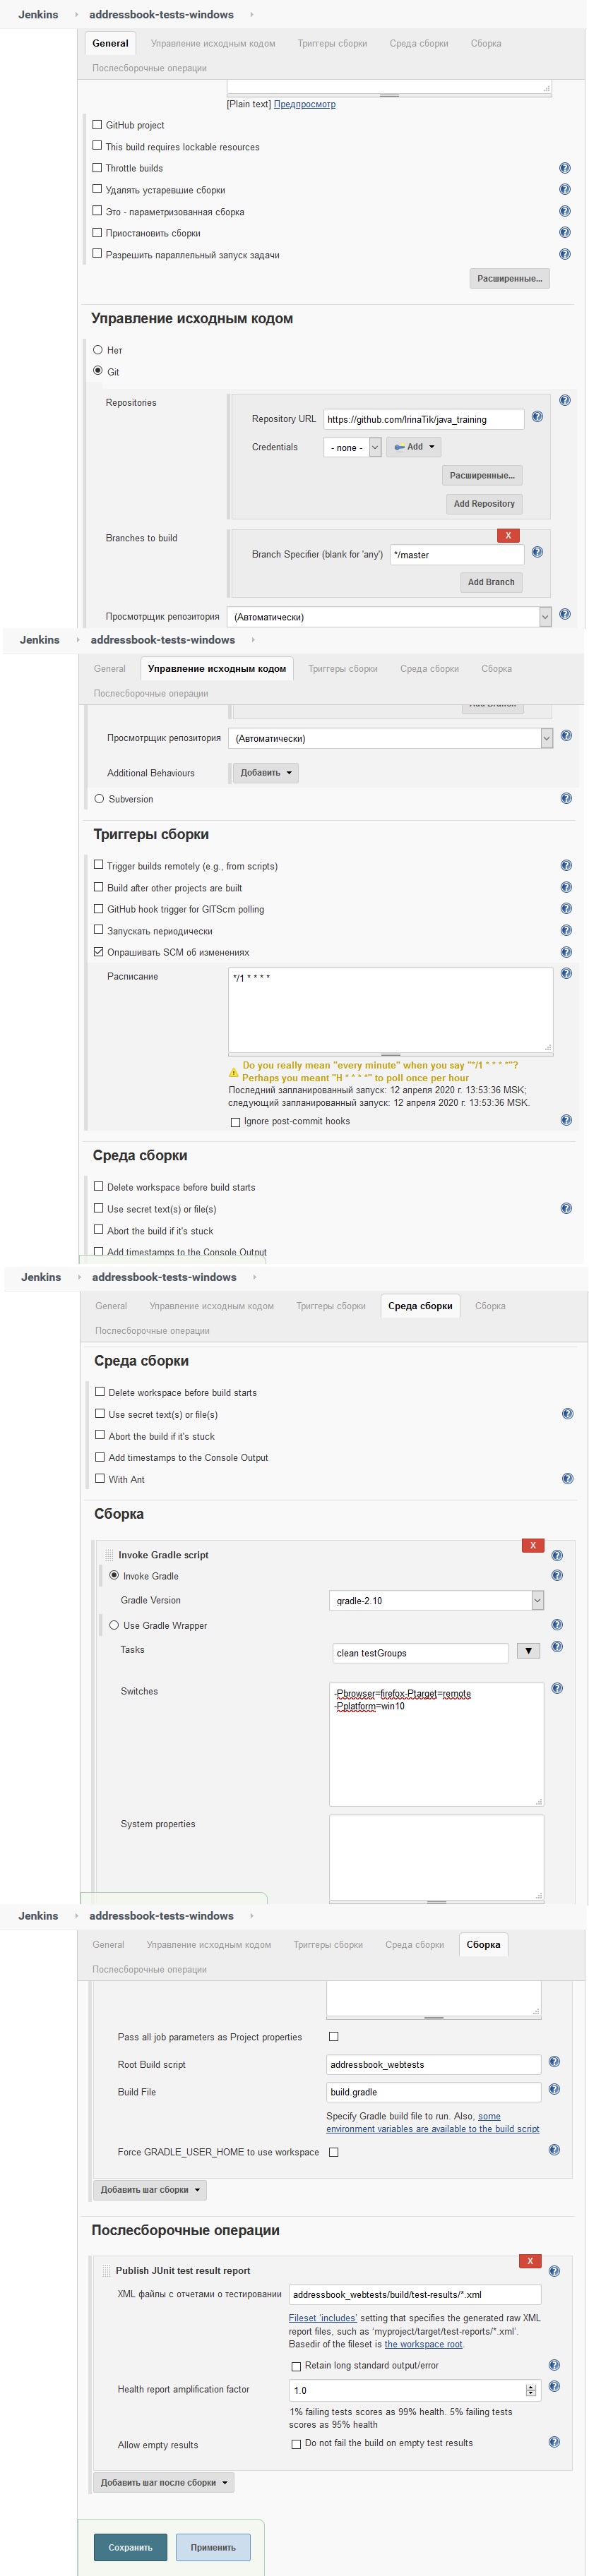 Jenkins addressbook-tests-windows
General Управление исходным кодом Триггеры сборки Среда сборки Сборка
Послесборочные операции
[Plain text] Предпросмотр
GitHub project
This build requires lockable resources
Throttle builds
Удалять устаревшие сборки
Это - параметризованная сборка
Приостановить сборки
Разрешить параллельный запуск задачи
Расширенные...
Управление исходным кодом
Нет
Git
Repositories
Repository URL https://github.com/IrinaTik/java_training
Credentials - none - Add
Расширенные...
Add Repository
X
Branches to build
Branch Specifier (blank for 'any') */master
Add Branch
Просмотрщик репозитория (Автоматически)
Jenkins addressbook-tests-windows
General Управление исходным кодом Триггеры сборки Среда сборки Сборка
Послесборочные операции
Add Branch
Просмотрщик репозитория (Автоматически)
Additional Behaviours Добавить
Subversion
Триггеры сборки
Trigger builds remotely (e.g., from scripts)
Build after other projects are built
GitHub hook trigger for GITScm polling
Запускать периодически
Опрашивать SCM об изменениях
Расписание */1 * * * *
Do you really mean "every minute" when you say "*/1 * * * *"?
Perhaps you meant "H * * * *" to poll once per hour
Последний запланированный запуск: 12 апреля 2020 г. 13:53:36 MSK;
следующий запланированный запуск: 12 апреля 2020 г. 13:53:36 MSK.
Ignore post-commit hooks
Среда сборки
Delete workspace before build starts
Use secret text(s) or file(s)
Abort the build if it's stuck
Add timestamps to the Console Output
Jenkins addressbook-tests-windows
General Управление исходным кодом Триггеры сборки Среда сборки Сборка
Послесборочные операции
Среда сборки
Delete workspace before build starts
Use secret text(s) or file(s)
Abort the build if it's stuck
Add timestamps to the Console Output
With Ant
Сборка
X
Invoke Gradle script
Invoke Gradle
Gradle Version gradle-2.10
Use Gradle Wrapper
Tasks clean testGroups
Switches -Pbrowser=firefox-Ptarget=remote
-Pplatform=win10
System properties
Jenkins addressbook-tests-windows
General Управление исходным кодом Триггеры сборки Среда сборки Сборка
Послесборочные операции
Pass all job parameters as Project properties
Root Build script addressbook_webtests
Build File build.gradle
Specify Gradle build file to run. Also, some
environment variables are available to the build script
Force GRADLE_USER_HOME to use workspace
Добавить шаг сборки
Послесборочные операции
X
Publish JUnit test result report
XML файлы с отчетами о тестировании addressbook_webtests/build/test-results/*.xml
Fileset 'includes' setting that specifies the generated raw XML
report files, such as 'myproject/target/test-reports/*.xml'.
Basedir of the fileset is the workspace root.
Retain long standard output/error
Health report amplification factor 1.0
1% failing tests scores as 99% health. 5% failing tests
scores as 95% health
Allow empty results Do not fail the build on empty test results
Добавить шаг после сборки
Сохранить Применить